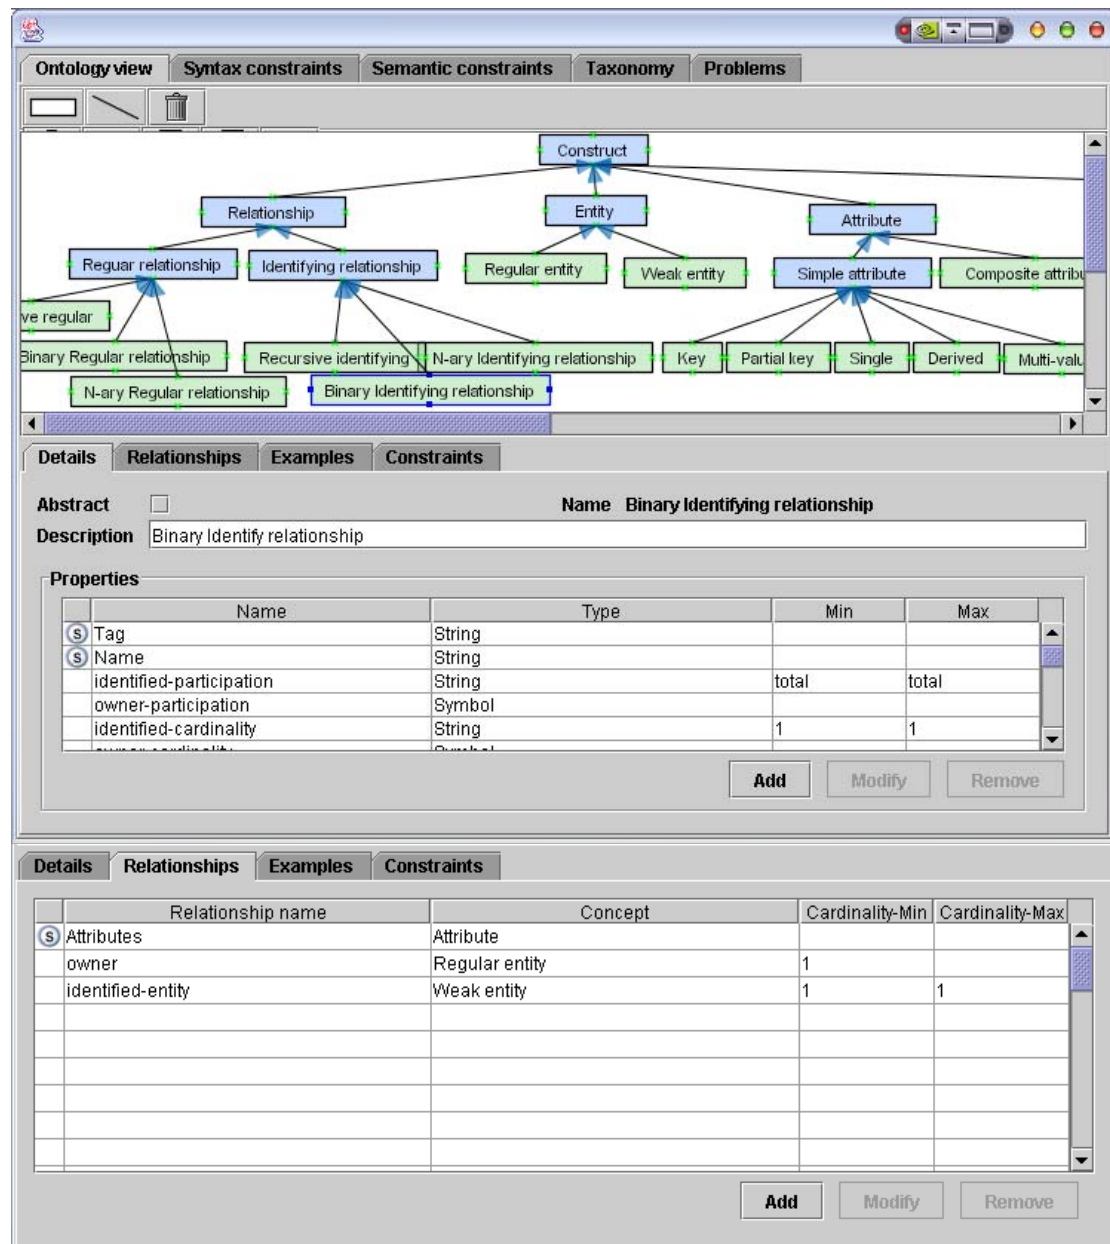 Ontology view Syntax constraints Semantic constraints Taxonomy Problems
Construct
Relationship Entity Attribute
Reguar relationship Identifying relationship Regular entity Weak entity Simple attribute Composite attribu
ve regular
Binary Regular relationship Recursive identifying N-ary Identifying relationship Key Partial key Single Derived Multi-valu
N-ary Regular relationship Binary Identifying relationship
Details Relationships Examples Constraints
Abstract Name Binary Identifying relationship
Description Binary Identify relationship
Properties
Name Type Min Max
S Tag String
S Name String
identified-participation String total total
owner-participation Symbol
identified-cardinality String 1 1
owner-cardinality Symbol
Add Modify Remove
Details Relationships Examples Constraints
Relationship name Concept Cardinality-Min Cardinality-Max
S Attributes Attribute
owner Regular entity 1
identified-entity Weak entity 1 1
Add Modify Remove